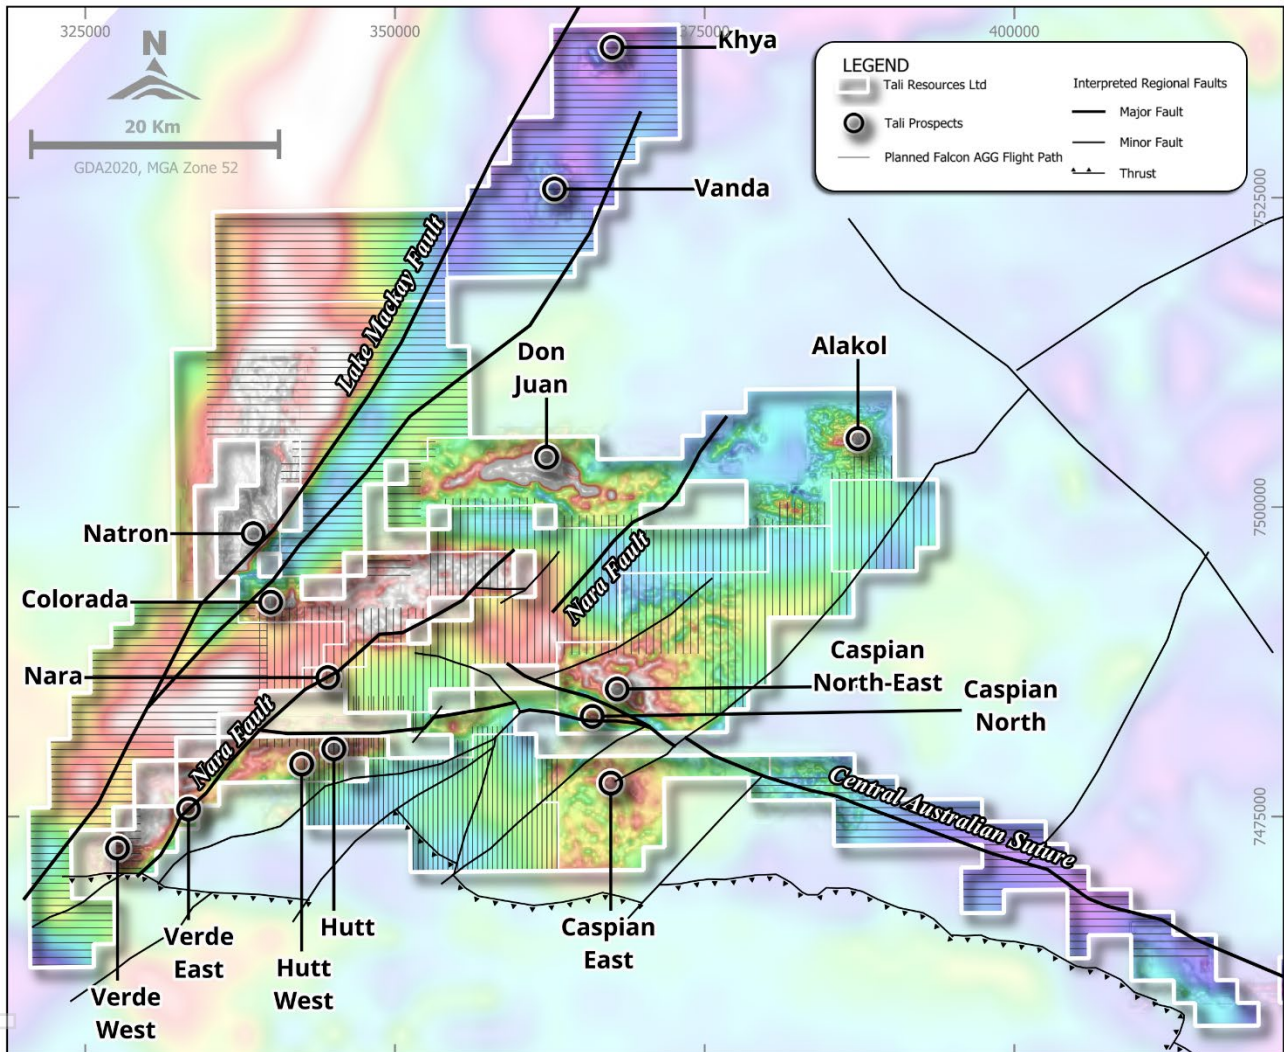 325000
350000
375000
400000
N
20 Km
GDA2020, MGA Zone 52
LEGEND
Tali Resources Ltd
Tali Prospects
Planned Falcon AGG Flight Path
Interpreted Regional Faults
Major Fault
Minor Fault
Thrust
Khya
Vanda
7525000
Lake Mackay Fault
Don
Juan
Alakol
7500000
Natron
Colorada
Nara Fault
Nara
Caspian
North-East
Caspian
North
Nara Fault
Central Australian Suture
7475000
Verde
West
Verde
East
Hutt
West
Hutt
Caspian
East